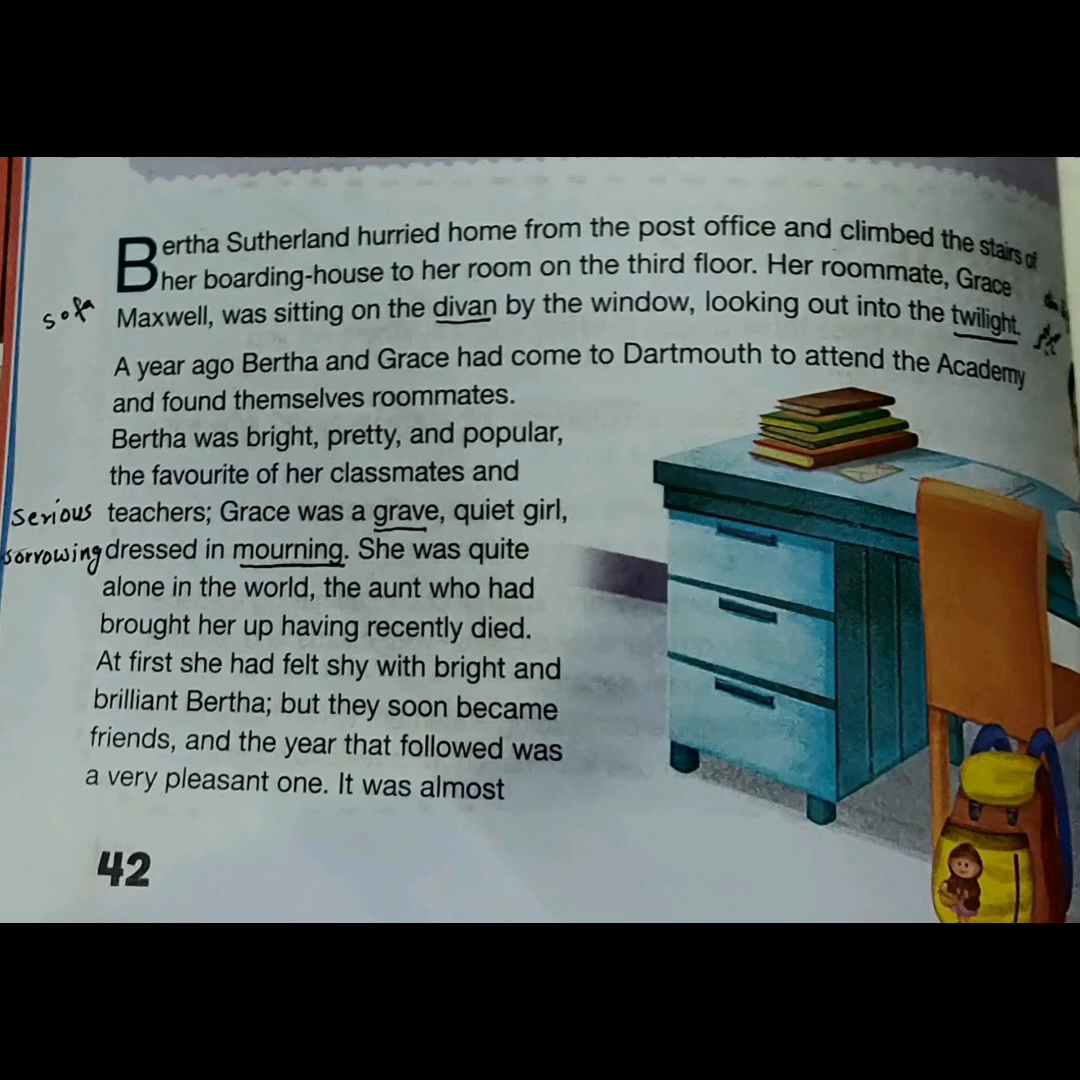 Bertha Sutherland hurried home from the post office and climbed the stairs of
her boarding-house to her room on the third floor. Her roommate, Grace
sofa Maxwell, was sitting on the divan by the window, looking out into the twilight.
A year ago Bertha and Grace had come to Dartmouth to attend the Academy
and found themselves roommates.
Bertha was bright, pretty, and popular,
the favourite of her classmates and
serious teachers; Grace was a grave, quiet girl,
sorrowing dressed in mourning. She was quite
alone in the world, the aunt who had
brought her up having recently died.
At first she had felt shy with bright and
brilliant Bertha; but they soon became
friends, and the year that followed was
a very pleasant one. It was almost
42